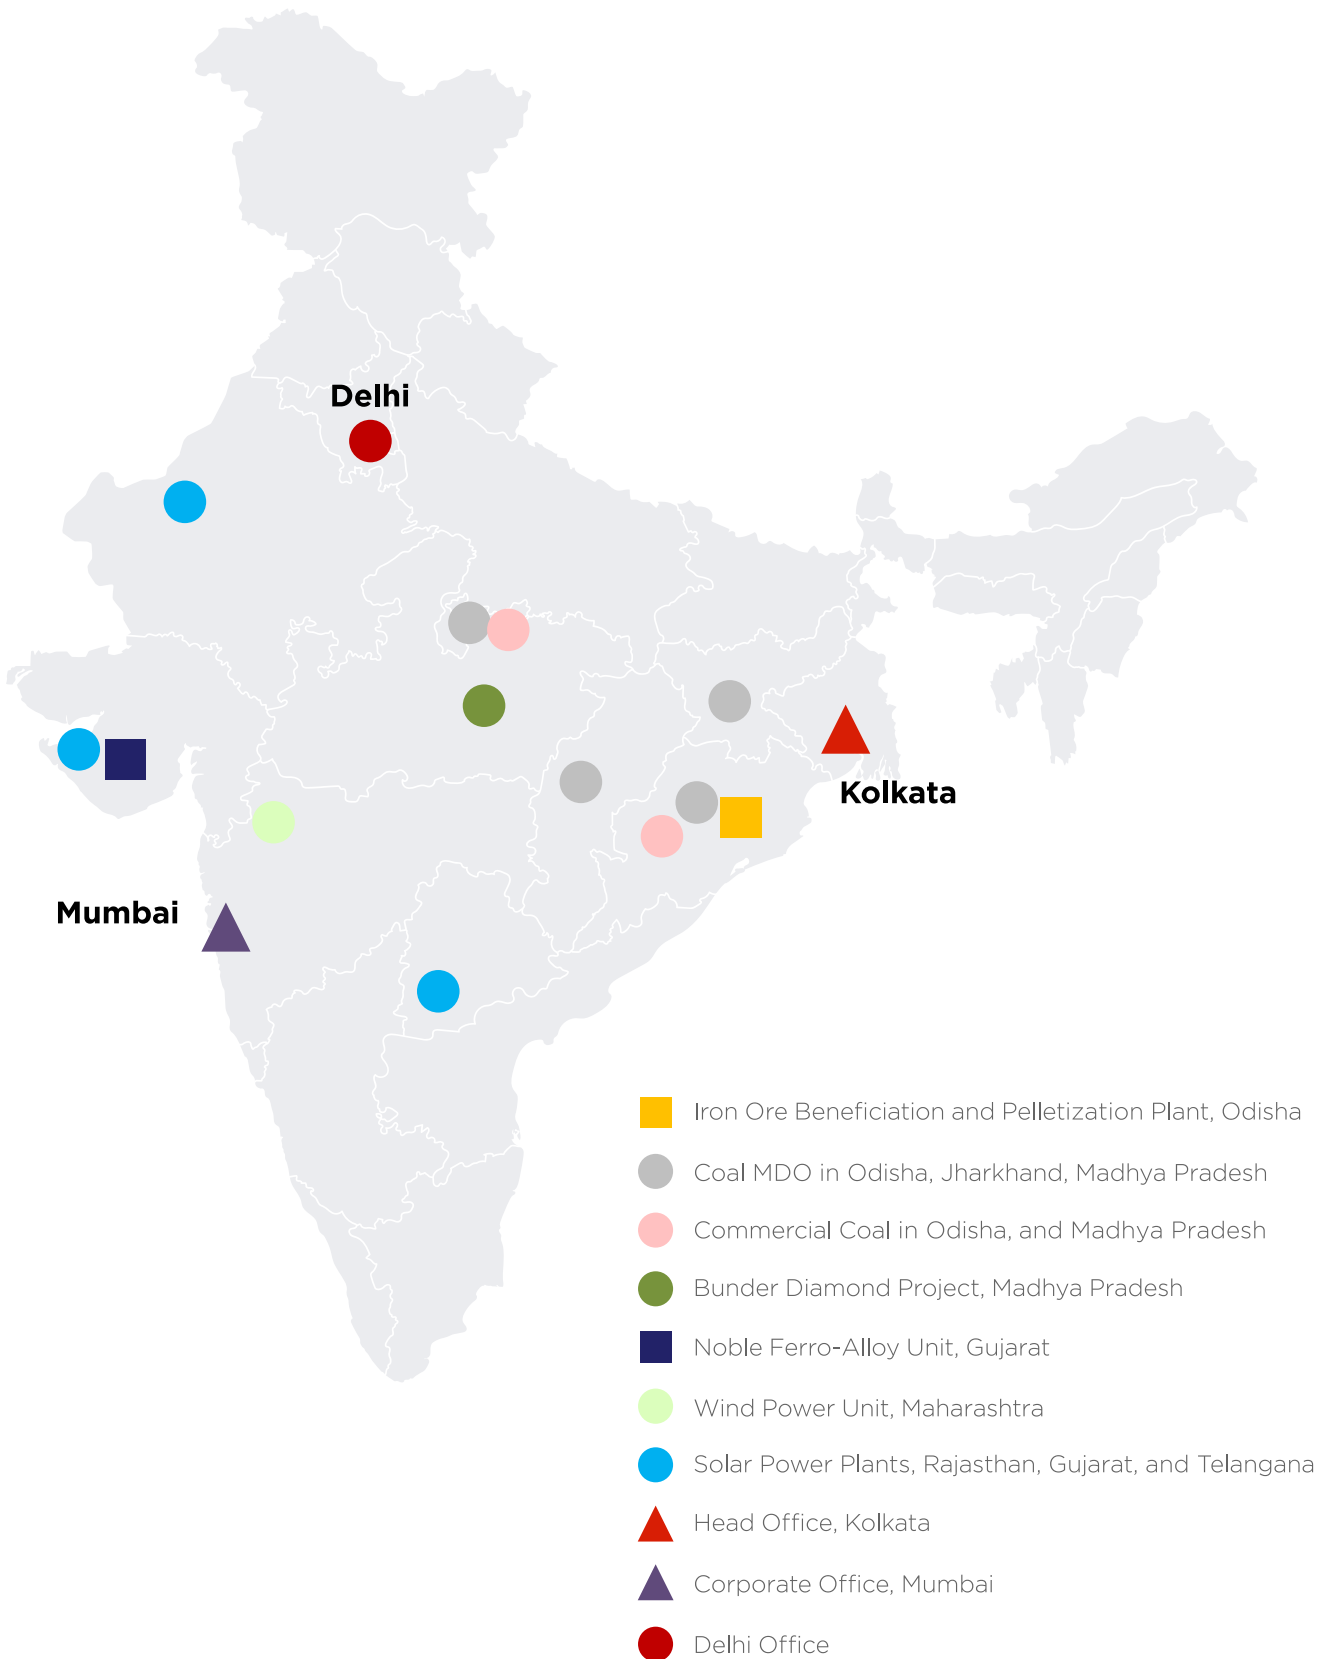 Delhi
Kolkata
Mumbai
Iron Ore Beneficiation and Pelletization Plant, Odisha
Coal MDO in Odisha, Jharkhand, Madhya Pradesh
Commercial Coal in Odisha, and Madhya Pradesh
Bunder Diamond Project, Madhya Pradesh
Noble Ferro-Alloy Unit, Gujarat
Wind Power Unit, Maharashtra
Solar Power Plants, Rajasthan, Gujarat, and Telangana
Head Office, Kolkata
Corporate Office, Mumbai
Delhi Office